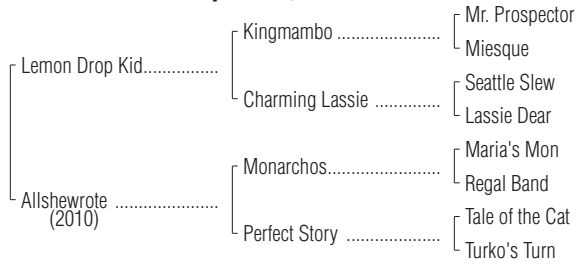 Mr. Prospector
Kingmambo ....................
Miesque
Lemon Drop Kid...............
Seattle Slew
Charming Lassie .............
Lassie Dear
Maria's Mon
Monarchos......................
Regal Band
Allshewrote ....................
(2010)
Tale of the Cat
Perfect Story ..................
Turko's Turn